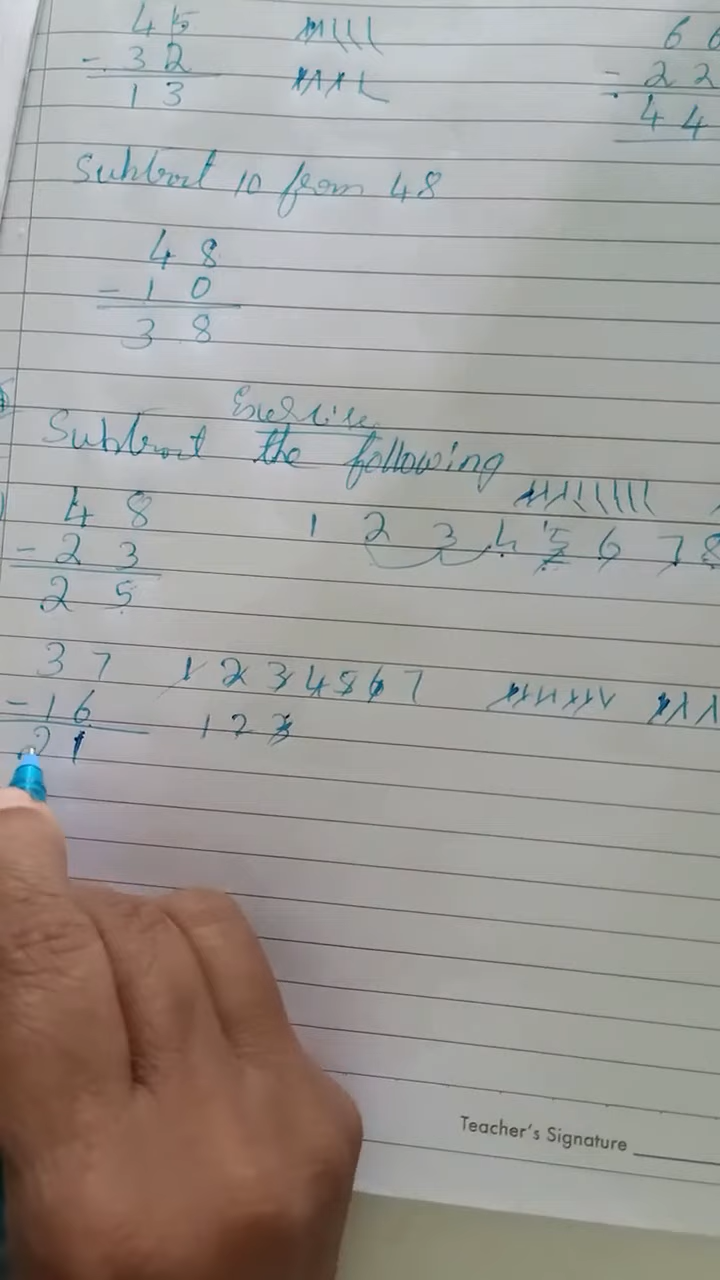 45 66
- 32 - 22
13 44
Subtract 10 from 48
48
- 10
38
Exercise
Subtract the following
48
1 2 3 4 5 6 7 8
- 23
25
37 1 2 3 4 5 6 7
- 16 1 2 3
21
Teacher's Signature